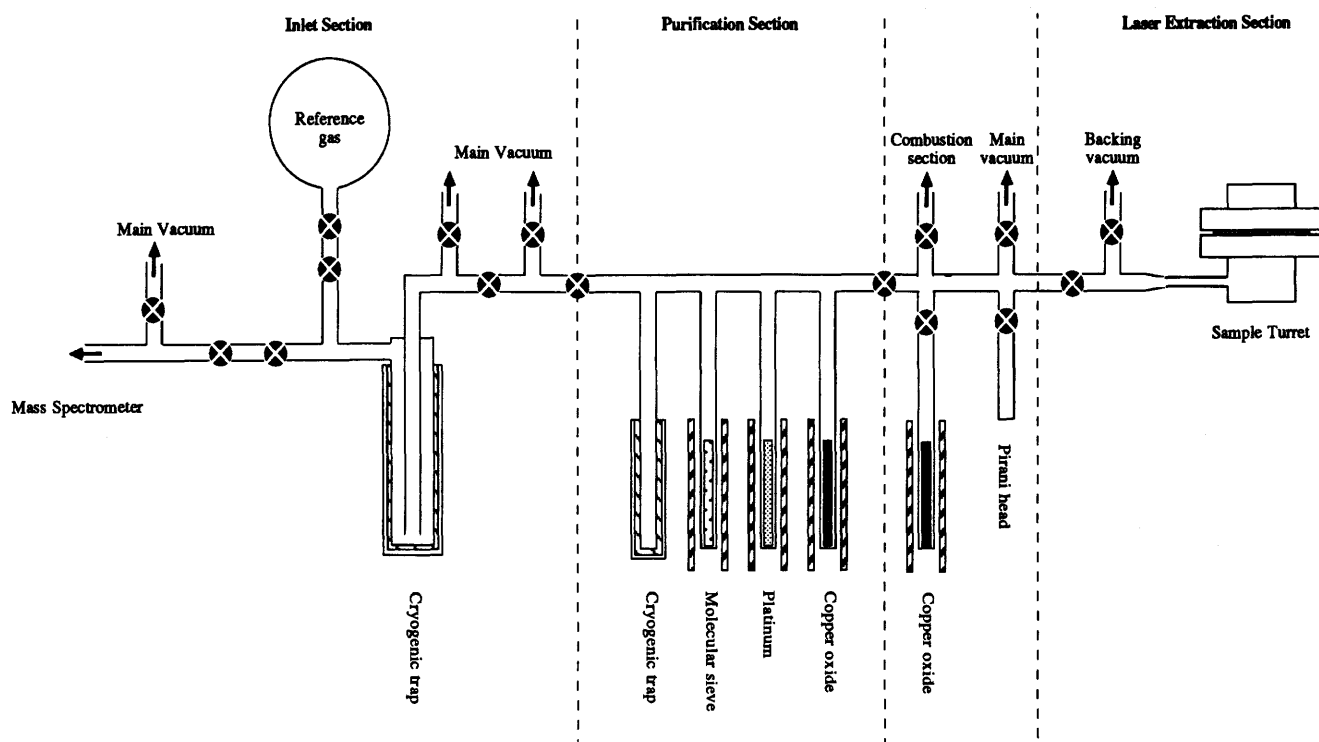 Inlet Section
Purification Section
Laser Extraction Section
Reference
gas
Main Vacuum
Main Vacuum
Combustion
section
Main
vacuum
Backing
vacuum
Sample Turret
Mass Spectrometer
Pirani head
Cryogenic trap
Cryogenic trap
Molecular sieve
Platinum
Copper oxide
Copper oxide